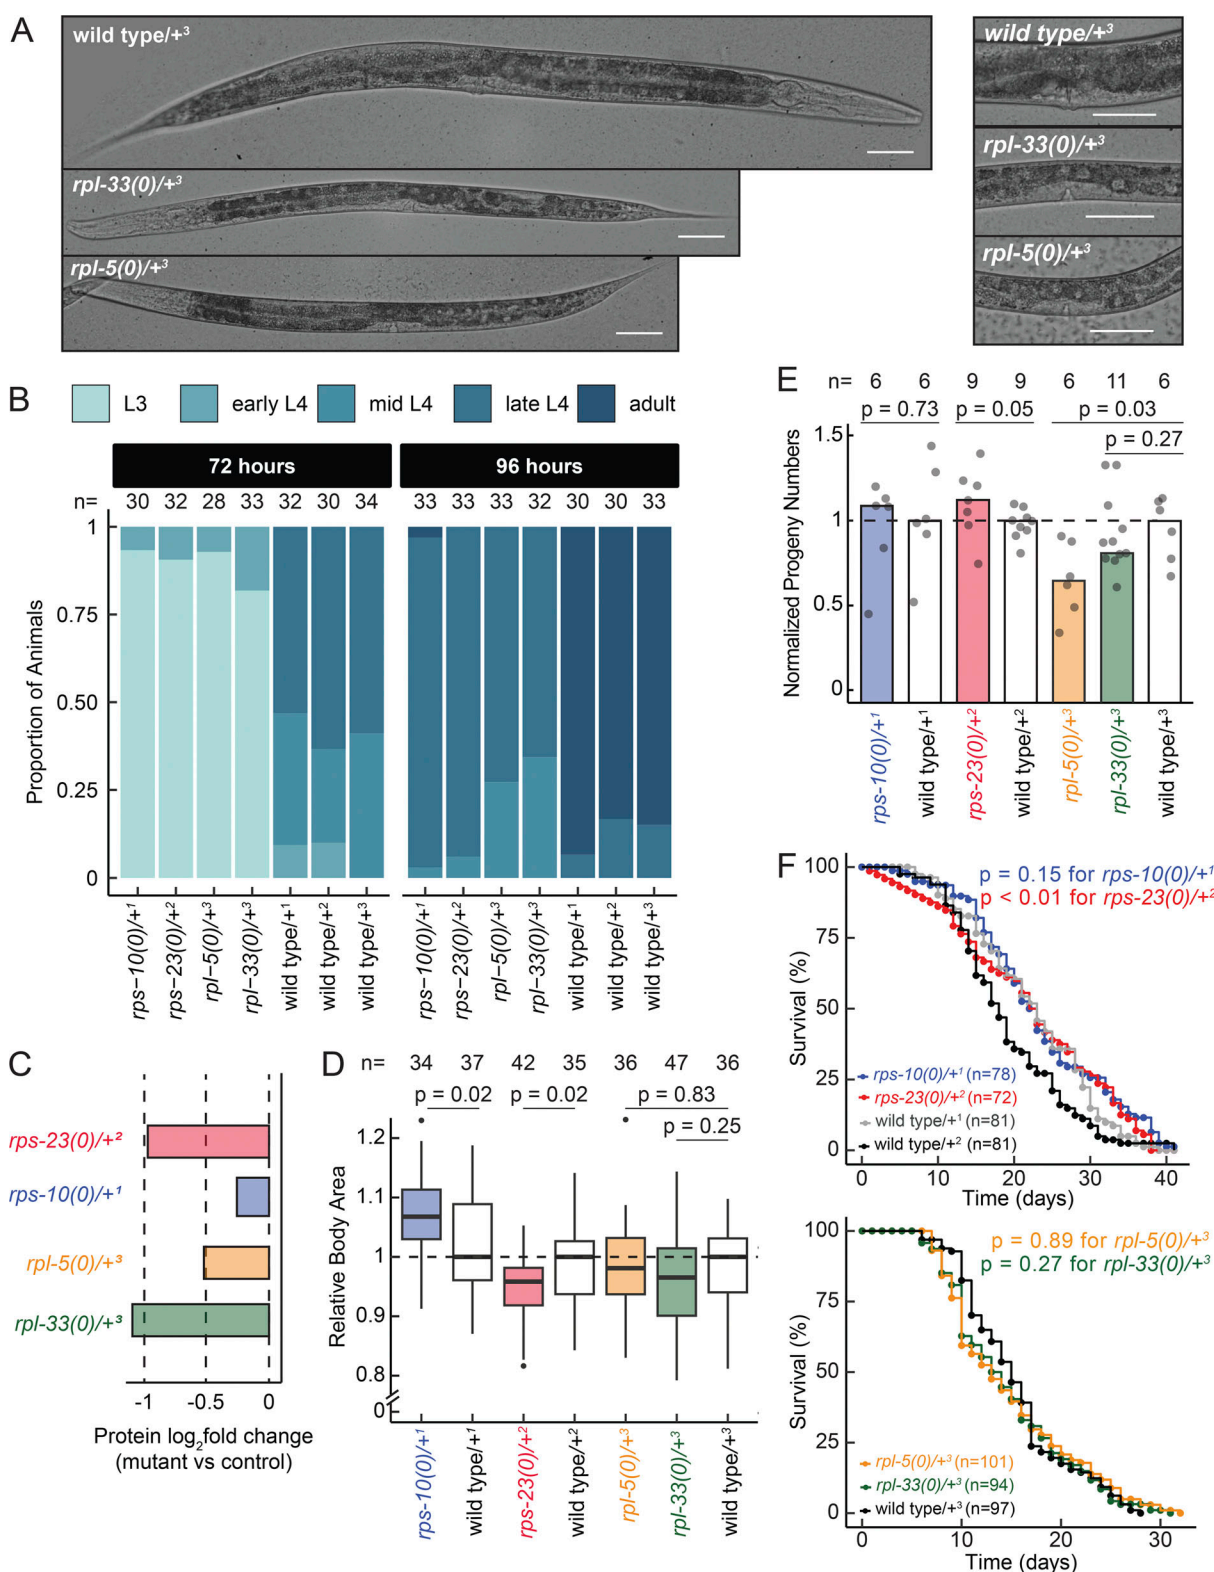 A
wild type/+³
rpl-33(0)/+³
rpl-5(0)/+³
wild type/+³
rpl-33(0)/+³
rpl-5(0)/+³
B
L3 early L4 mid L4 late L4 adult
72 hours 96 hours
n= 30 32 28 33 32 30 34 33 33 33 32 30 30 33
1
0.75
0.50
0.25
0
Proportion of Animals
rps−10(0)/+¹
rps−23(0)/+²
rpl−5(0)/+³
rpl−33(0)/+³
wild type/+¹
wild type/+²
wild type/+³
rps−10(0)/+¹
rps−23(0)/+²
rpl−5(0)/+³
rpl−33(0)/+³
wild type/+¹
wild type/+²
wild type/+³
C
rps-23(0)/+²
rps-10(0)/+¹
rpl-5(0)/+³
rpl-33(0)/+³
-1 -0.5 0
Protein log₂fold change
(mutant vs control)
D
n= 34 37 42 35 36 47 36
p = 0.02 p = 0.02 p = 0.83
p = 0.25
1.2
1.1
1
0.9
0.8
0
Relative Body Area
rps-10(0)/+¹
wild type/+¹
rps-23(0)/+²
wild type/+²
rpl-5(0)/+³
rpl-33(0)/+³
wild type/+³
E
n= 6 6 9 9 6 11 6
p = 0.73 p = 0.05 p = 0.03
p = 0.27
1.5
1
0.5
0
Normalized Progeny Numbers
rps-10(0)/+¹
wild type/+¹
rps-23(0)/+²
wild type/+²
rpl-5(0)/+³
rpl-33(0)/+³
wild type/+³
F
p = 0.15 for rps-10(0)/+¹
p < 0.01 for rps-23(0)/+²
100
75
50
25
0
Survival (%)
rps-10(0)/+¹ (n=78)
rps-23(0)/+² (n=72)
wild type/+¹ (n=81)
wild type/+² (n=81)
0 10 20 30 40
Time (days)
p = 0.89 for rpl-5(0)/+³
p = 0.27 for rpl-33(0)/+³
100
75
50
25
0
Survival (%)
rpl-5(0)/+³ (n=101)
rpl-33(0)/+³ (n=94)
wild type/+³ (n=97)
0 10 20 30
Time (days)